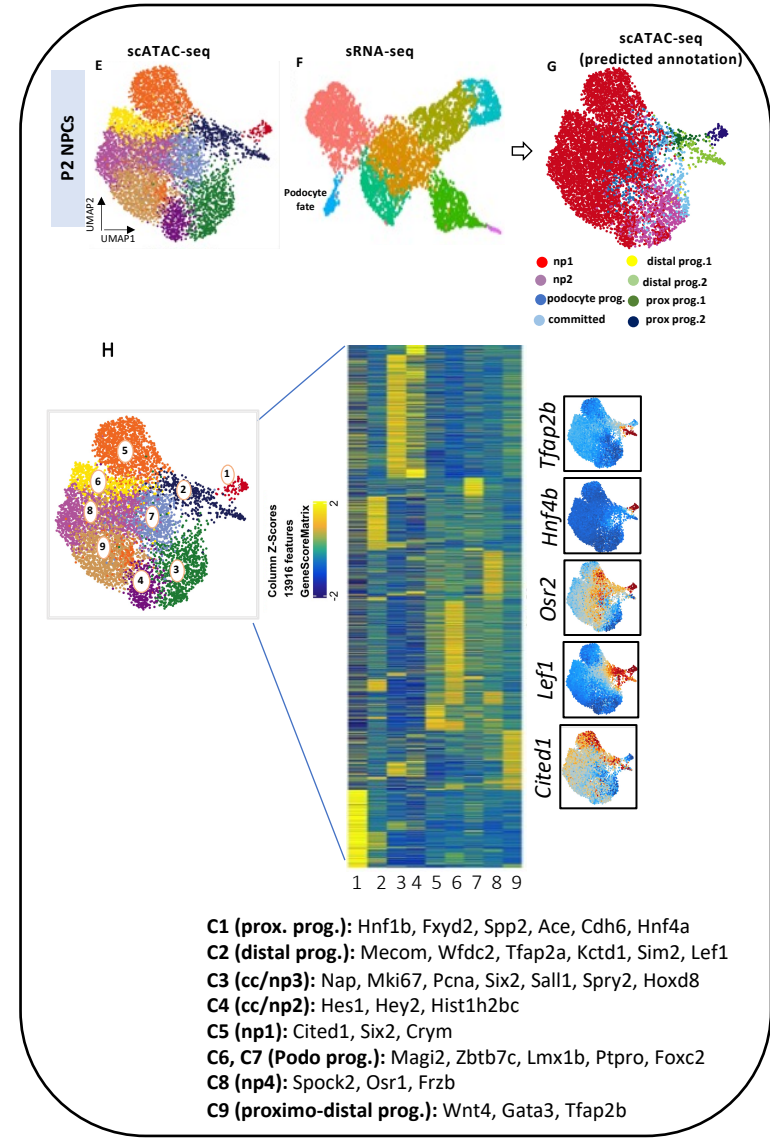 scATAC-seq
sRNA-seq
scATAC-seq
(predicted annotation)
E
F
G
P2 NPCs
Podocyte
fate
UMAP2
UMAP1
np1
distal prog.1
np2
distal prog.2
podocyte prog.
prox prog.1
committed
prox prog.2
H
5
1
6
2
8
7
9
3
4
Column Z-Scores
13916 features
GeneScoreMatrix
2
-2
Tfap2b
Hnf4b
Osr2
Lef1
Cited1
1 2 3 4 5 6 7 8 9
C1 (prox. prog.): Hnf1b, Fxyd2, Spp2, Ace, Cdh6, Hnf4a
C2 (distal prog.): Mecom, Wfdc2, Tfap2a, Kctd1, Sim2, Lef1
C3 (cc/np3): Nap, Mki67, Pcna, Six2, Sall1, Spry2, Hoxd8
C4 (cc/np2): Hes1, Hey2, Hist1h2bc
C5 (np1): Cited1, Six2, Crym
C6, C7 (Podo prog.): Magi2, Zbtb7c, Lmx1b, Ptpro, Foxc2
C8 (np4): Spock2, Osr1, Frzb
C9 (proximo-distal prog.): Wnt4, Gata3, Tfap2b